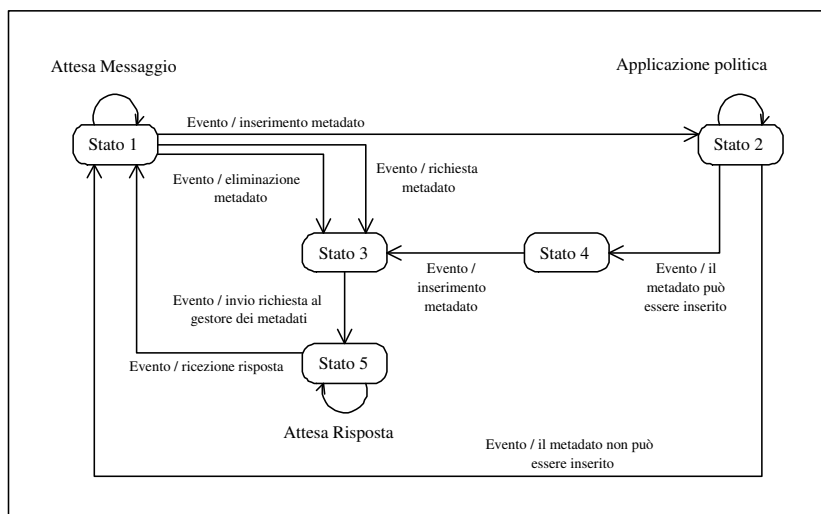 Attesa Messaggio
Applicazione politica
Stato 1
Evento / inserimento metadato
Stato 2
Evento / eliminazione
metadato
Evento / richiesta
metadato
Stato 3
Stato 4
Evento /
inserimento
metadato
Evento / il
metadato può
essere inserito
Evento / invio richiesta al
gestore dei metadati
Evento / ricezione risposta
Stato 5
Attesa Risposta
Evento / il metadato non può
essere inserito